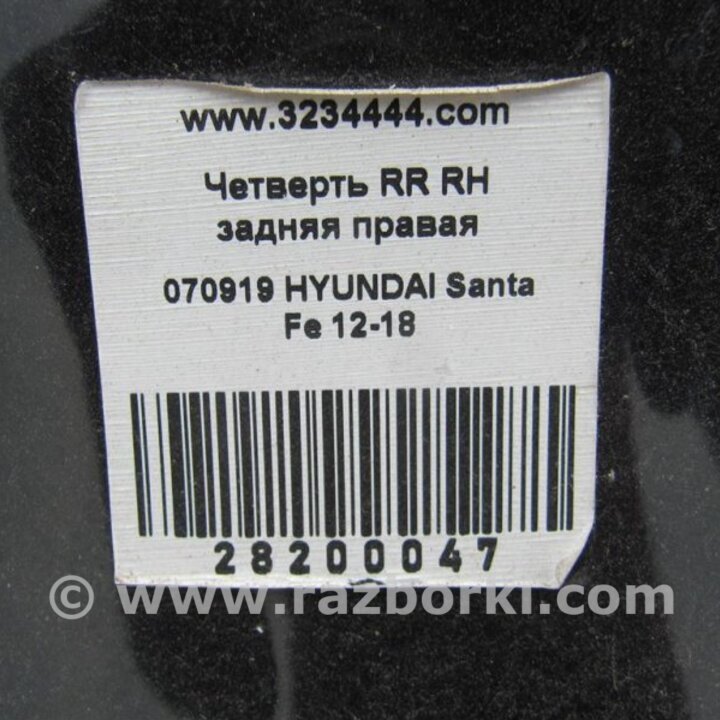 www.3234444.com
Четверть RR RH
задняя правая
070919 HYUNDAI Santa
Fe 12-18
28200047
© www.razborki.com